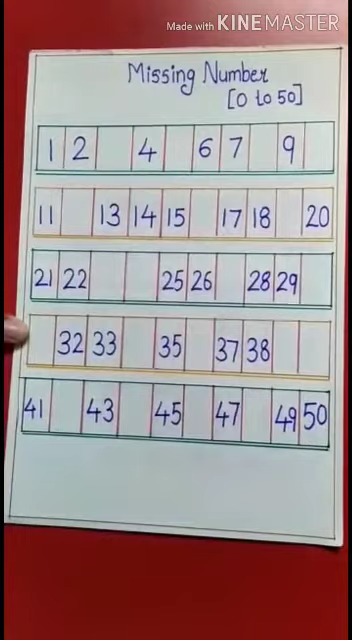 Made with KINEMASTER
Missing Number
[0 to 50]
1 2 4 6 7 9
11 13 14 15 17 18 20
21 22 25 26 28 29
32 33 35 37 38
41 43 45 47 49 50